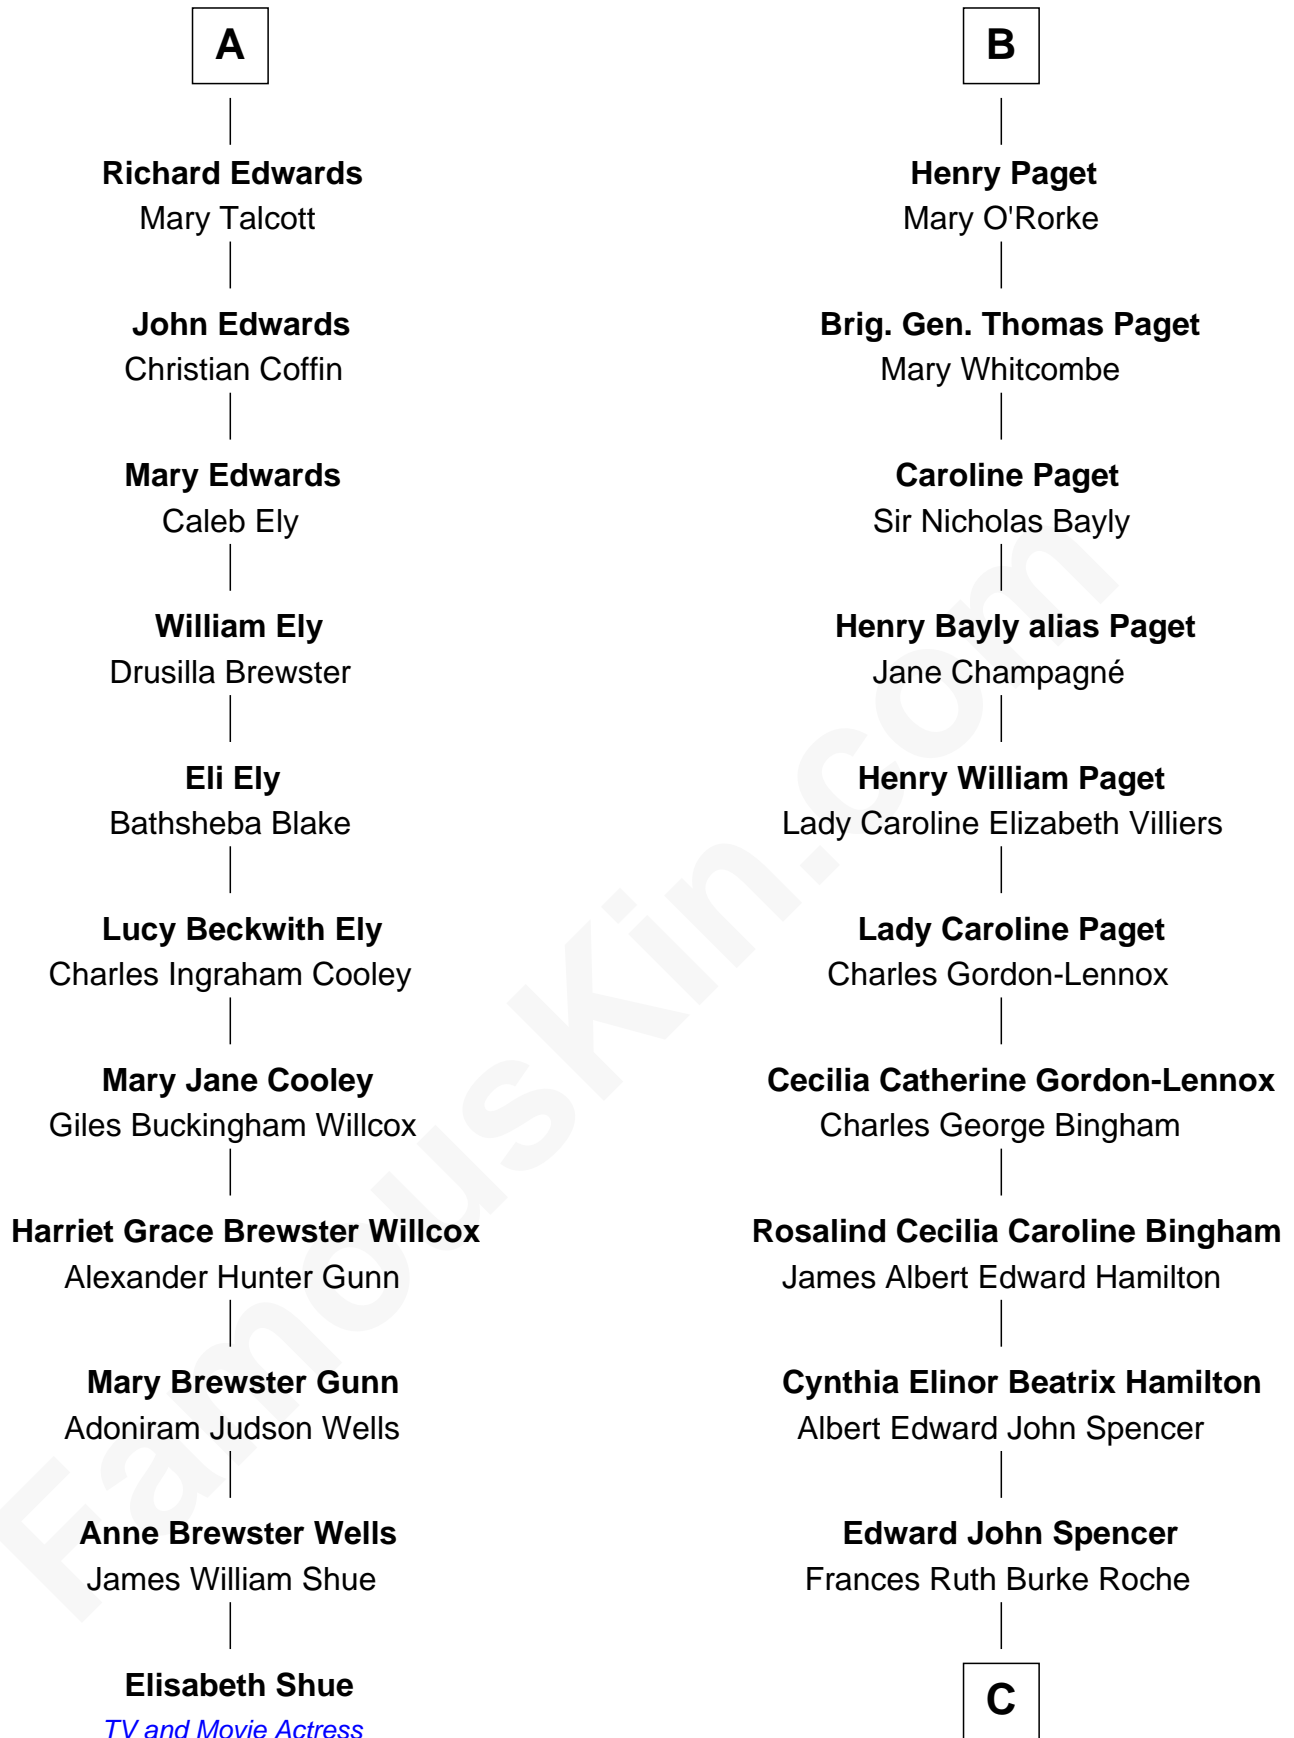 A
Richard Edwards
Mary Talcott
John Edwards
Christian Coffin
Mary Edwards
Caleb Ely
William Ely
Drusilla Brewster
Eli Ely
Bathsheba Blake
Lucy Beckwith Ely
Charles Ingraham Cooley
Mary Jane Cooley
Giles Buckingham Willcox
Harriet Grace Brewster Willcox
Alexander Hunter Gunn
Mary Brewster Gunn
Adoniram Judson Wells
Anne Brewster Wells
James William Shue
Elisabeth Shue
TV and Movie Actress
B
Henry Paget
Mary O'Rorke
Brig. Gen. Thomas Paget
Mary Whitcombe
Caroline Paget
Sir Nicholas Bayly
Henry Bayly alias Paget
Jane Champagné
Henry William Paget
Lady Caroline Elizabeth Villiers
Lady Caroline Paget
Charles Gordon-Lennox
Cecilia Catherine Gordon-Lennox
Charles George Bingham
Rosalind Cecilia Caroline Bingham
James Albert Edward Hamilton
Cynthia Elinor Beatrix Hamilton
Albert Edward John Spencer
Edward John Spencer
Frances Ruth Burke Roche
C
FamousKin.com